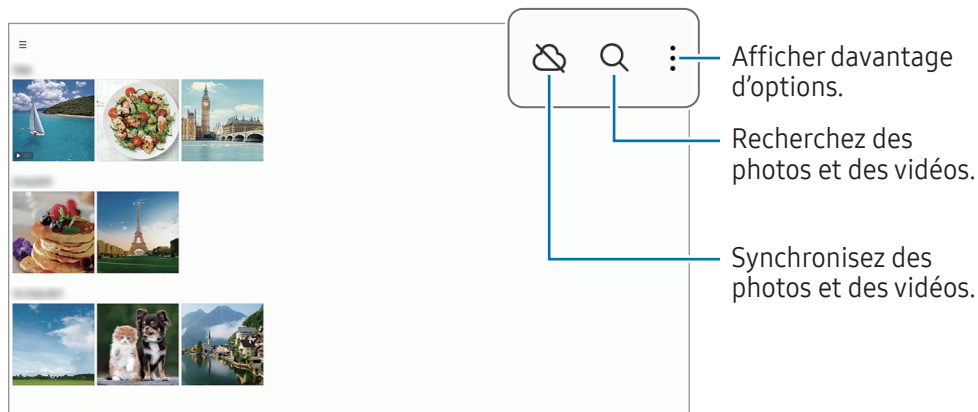 Afficher davantage
d'options.
Recherchez des
photos et des vidéos.
Synchronisez des
photos et des vidéos.